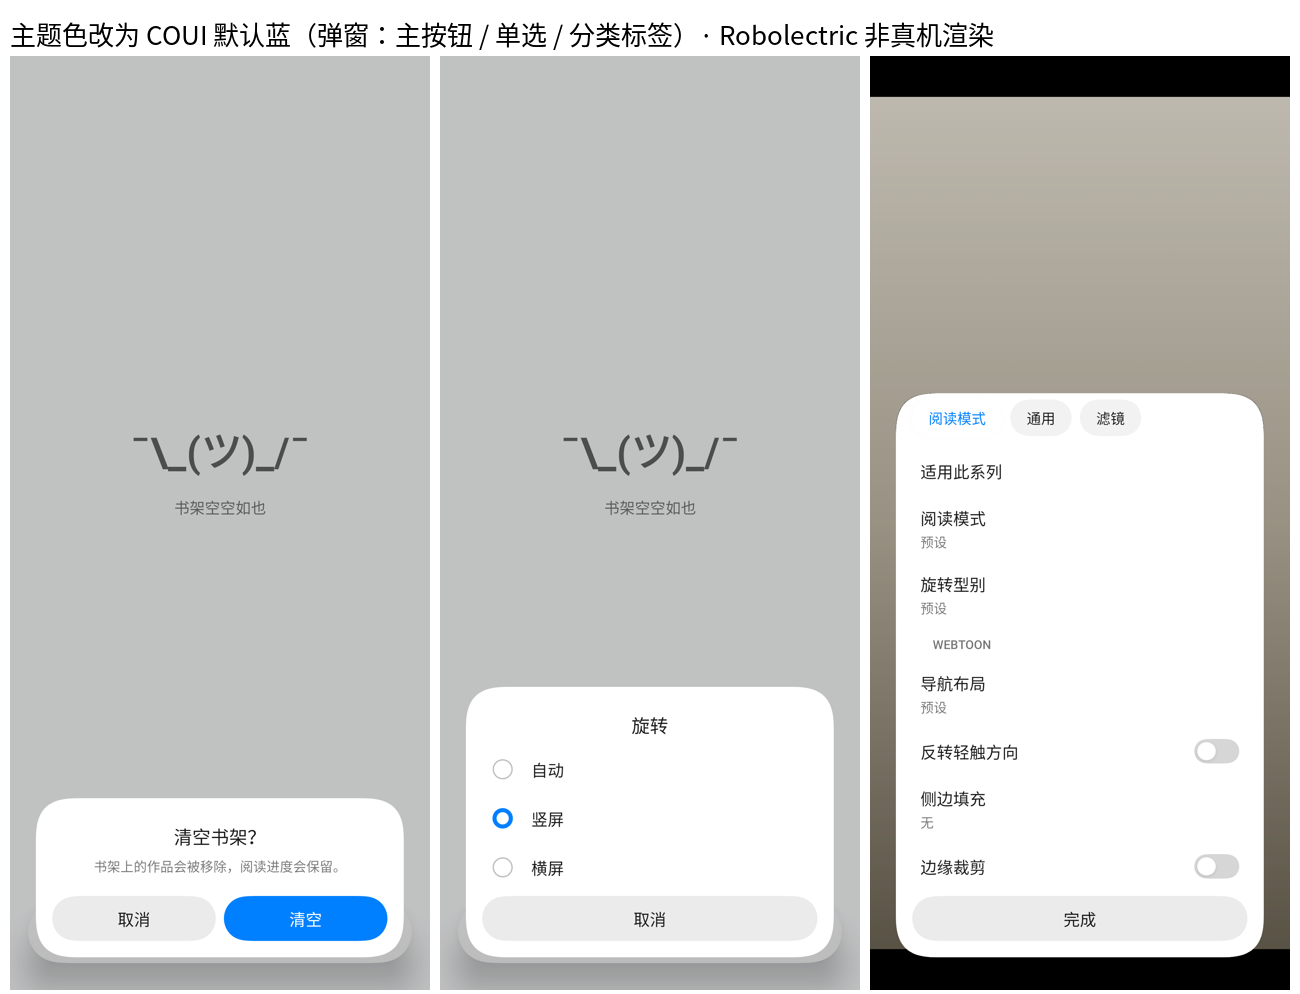 主题色改为 COUI 默认蓝（弹窗：主按钮 / 单选 / 分类标签） · Robolectric 非真机渲染
¯\_(ツ)_/¯
书架空空如也
清空书架？
书架上的作品会被移除，阅读进度会保留。
取消
清空
¯\_(ツ)_/¯
书架空空如也
旋转
自动
竖屏
横屏
取消
阅读模式
通用
滤镜
适用此系列
阅读模式
预设
旋转型别
预设
WEBTOON
导航布局
预设
反转轻触方向
侧边填充
无
边缘裁剪
完成